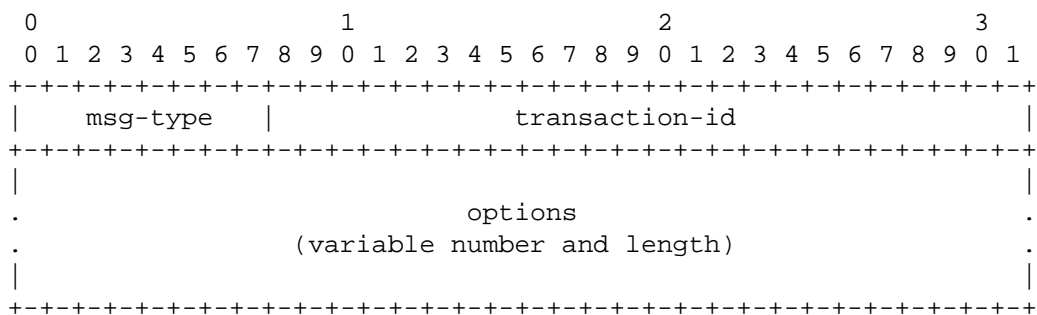 0                   1                   2                   3
 0 1 2 3 4 5 6 7 8 9 0 1 2 3 4 5 6 7 8 9 0 1 2 3 4 5 6 7 8 9 0 1
+-+-+-+-+-+-+-+-+-+-+-+-+-+-+-+-+-+-+-+-+-+-+-+-+-+-+-+-+-+-+-+-+
|    msg-type   |               transaction-id                  |
+-+-+-+-+-+-+-+-+-+-+-+-+-+-+-+-+-+-+-+-+-+-+-+-+-+-+-+-+-+-+-+-+
|                                                               |
.                            options                            .
.                 (variable number and length)                  .
|                                                               |
+-+-+-+-+-+-+-+-+-+-+-+-+-+-+-+-+-+-+-+-+-+-+-+-+-+-+-+-+-+-+-+-+